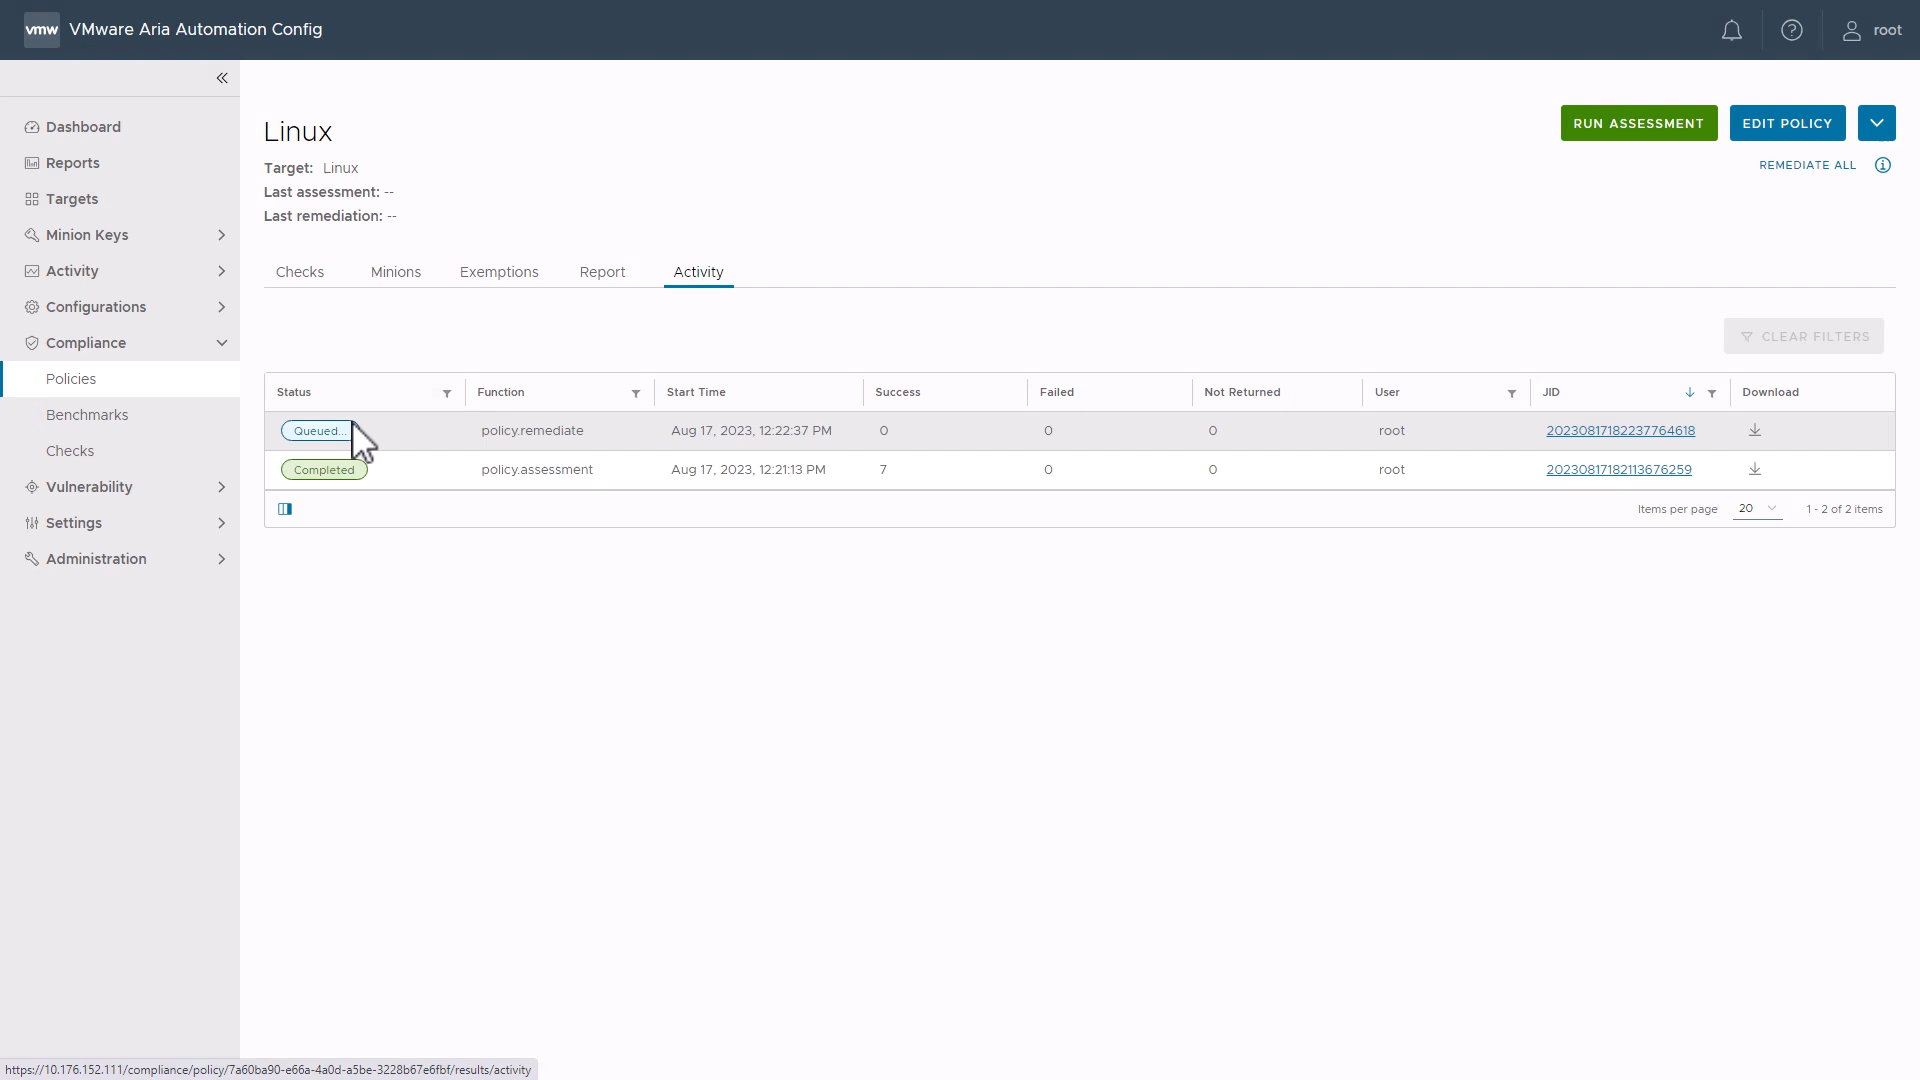 vmw VMware Aria Automation Config
root
Dashboard
Reports
Targets
Minion Keys
Activity
Configurations
Compliance
Policies
Benchmarks
Checks
Vulnerability
Settings
Administration
Linux
RUN ASSESSMENT
EDIT POLICY
Target: Linux
REMEDIATE ALL
Last assessment: --
Last remediation: --
Checks Minions Exemptions Report Activity
CLEAR FILTERS
Status Function Start Time Success Failed Not Returned User JID Download
Queued... policy.remediate Aug 17, 2023, 12:22:37 PM 0 0 0 root 20230817182237764618
Completed policy.assessment Aug 17, 2023, 12:21:13 PM 7 0 0 root 20230817182113676259
Items per page 20 1 - 2 of 2 items
https://10.176.152.111/compliance/policy/7a60ba90-e66a-4a0d-a5be-3228b67e6fbf/results/activity